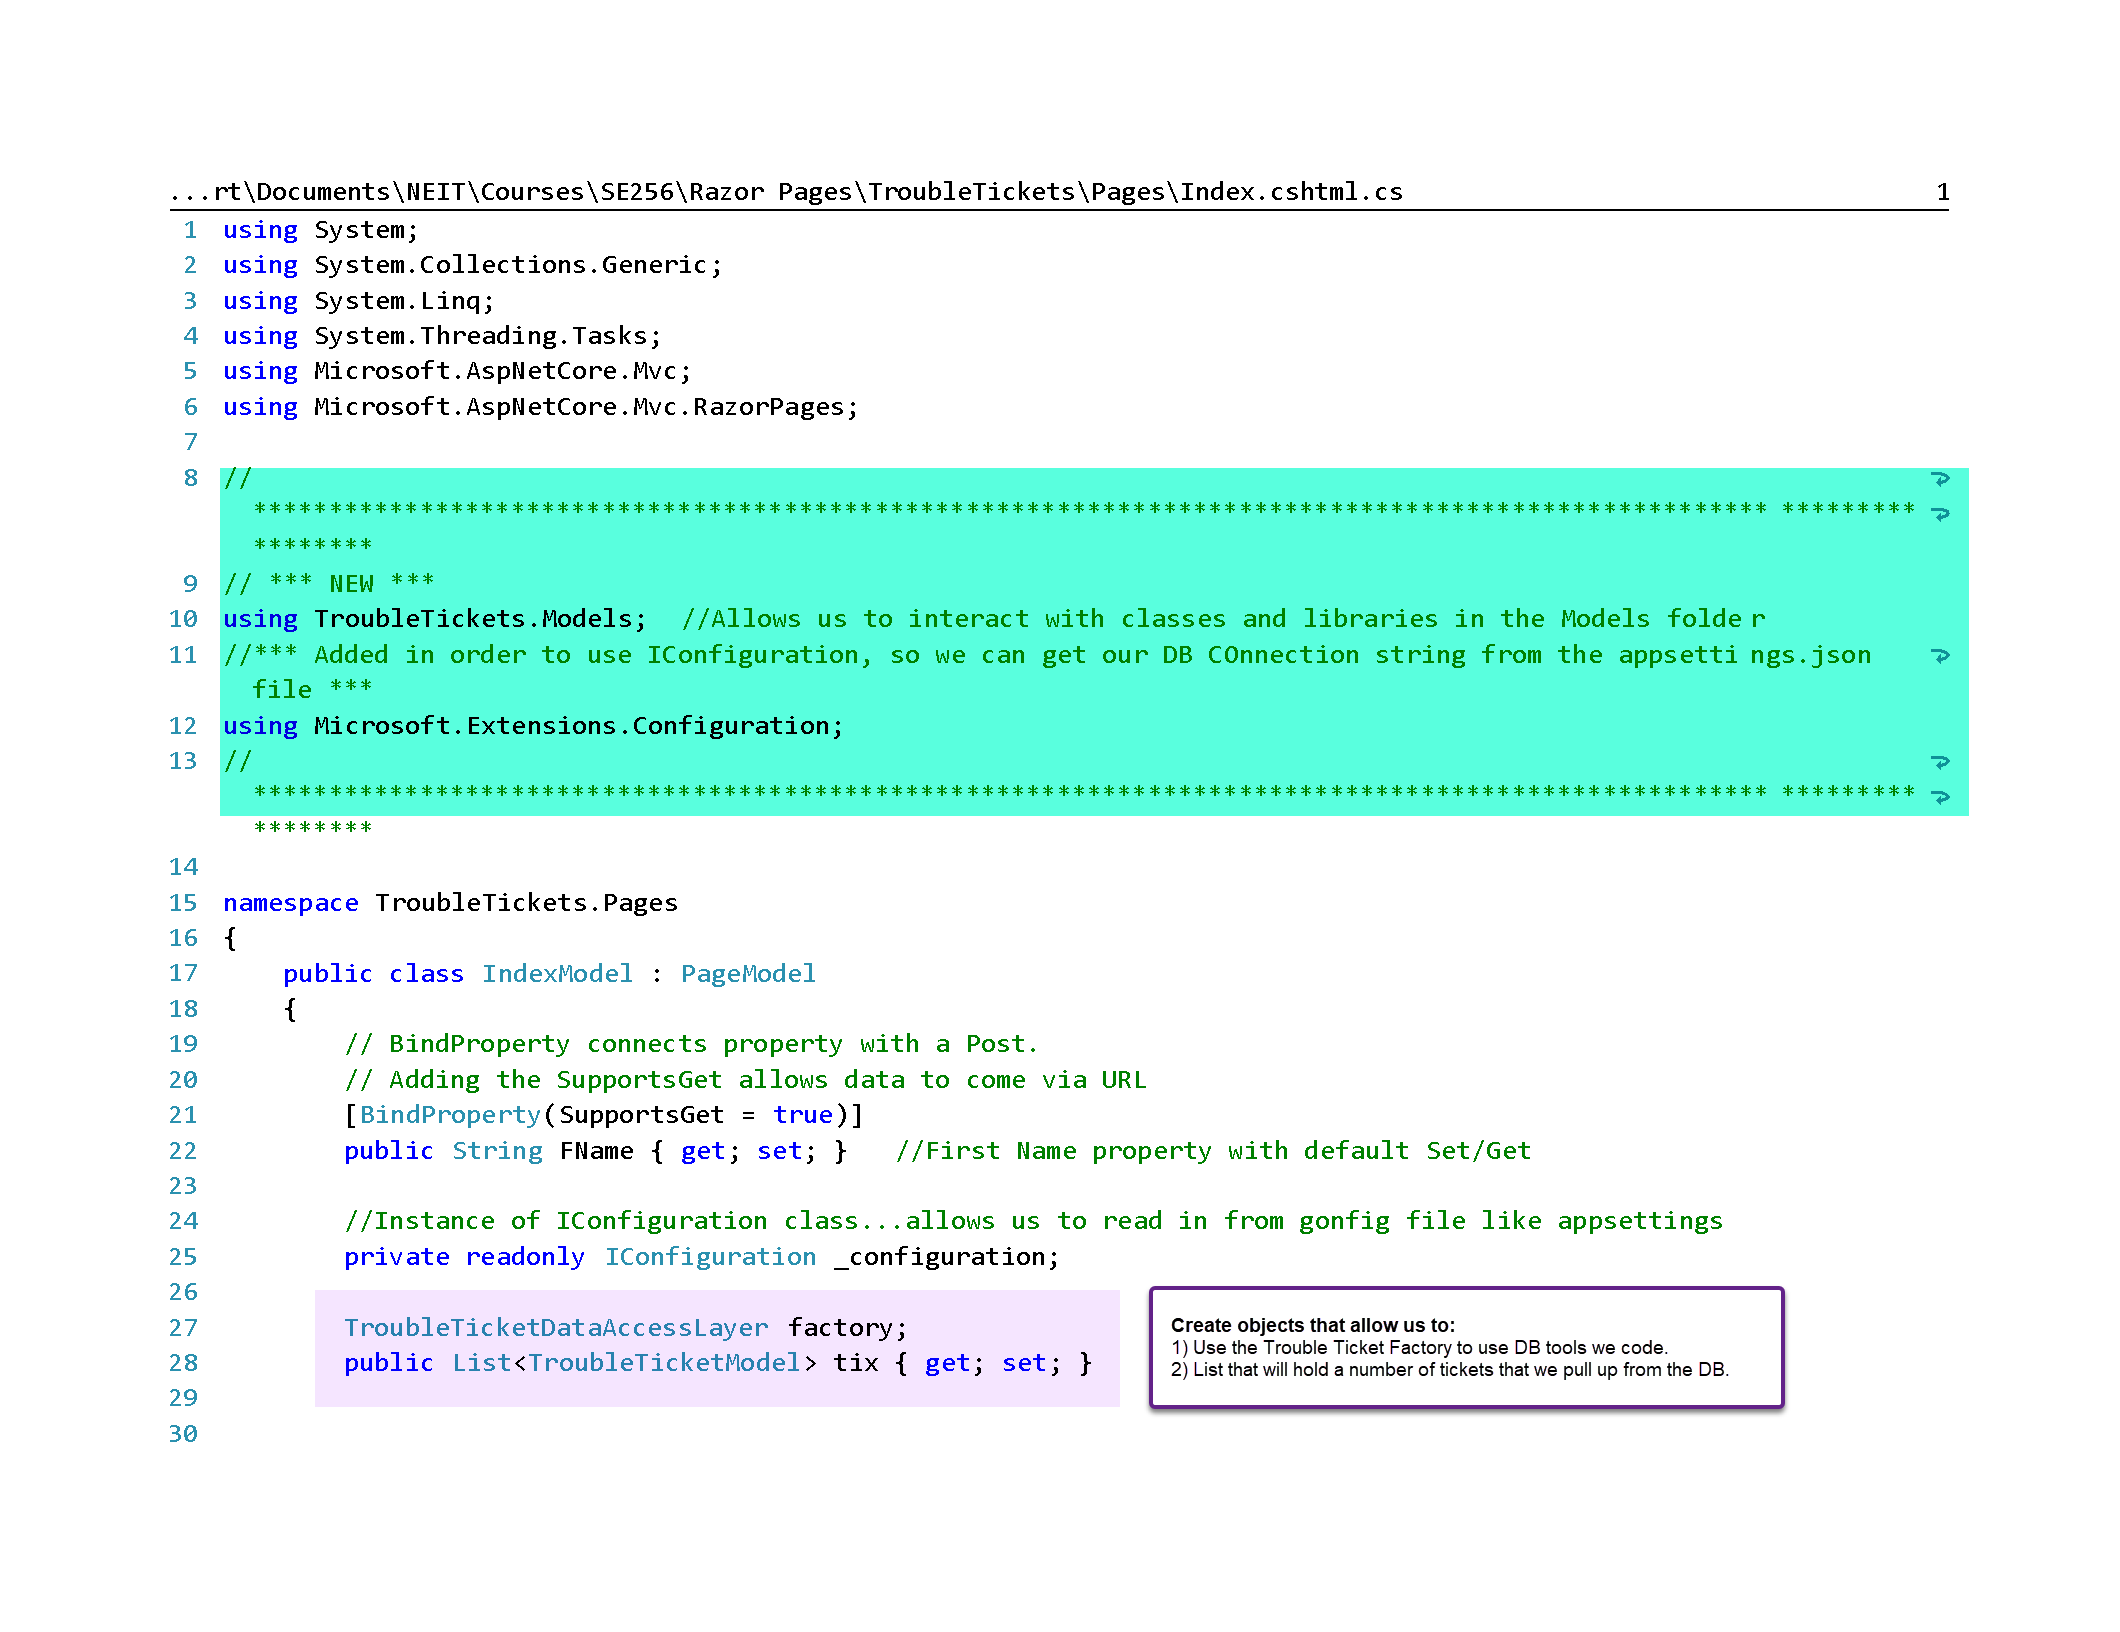 ...rt\Documents\NEIT\Courses\SE256\Razor Pages\TroubleTickets\Pages\Index.cshtml.cs 1
1 using System;
2 using System.Collections.Generic;
3 using System.Linq;
4 using System.Threading.Tasks;
5 using Microsoft.AspNetCore.Mvc;
6 using Microsoft.AspNetCore.Mvc.RazorPages;
7
8 //
**************************************************************************************************** *********
********
9 // *** NEW ***
10 using TroubleTickets.Models; //Allows us to interact with classes and libraries in the Models folde r
11 //*** Added in order to use IConfiguration, so we can get our DB COnnection string from the appsetti ngs.json
file ***
12 using Microsoft.Extensions.Configuration;
13 //
**************************************************************************************************** *********
********
14
15 namespace TroubleTickets.Pages
16 {
17 public class IndexModel : PageModel
18 {
19 // BindProperty connects property with a Post.
20 // Adding the SupportsGet allows data to come via URL
21 [BindProperty(SupportsGet = true)]
22 public String FName { get; set; } //First Name property with default Set/Get
23
24 //Instance of IConfiguration class...allows us to read in from gonfig file like appsettings
25 private readonly IConfiguration _configuration;
26
27 TroubleTicketDataAccessLayer factory;
28 public List<TroubleTicketModel> tix { get; set; }
29
30
Create objects that allow us to:
1) Use the Trouble Ticket Factory to use DB tools we code.
2) List that will hold a number of tickets that we pull up from the DB.